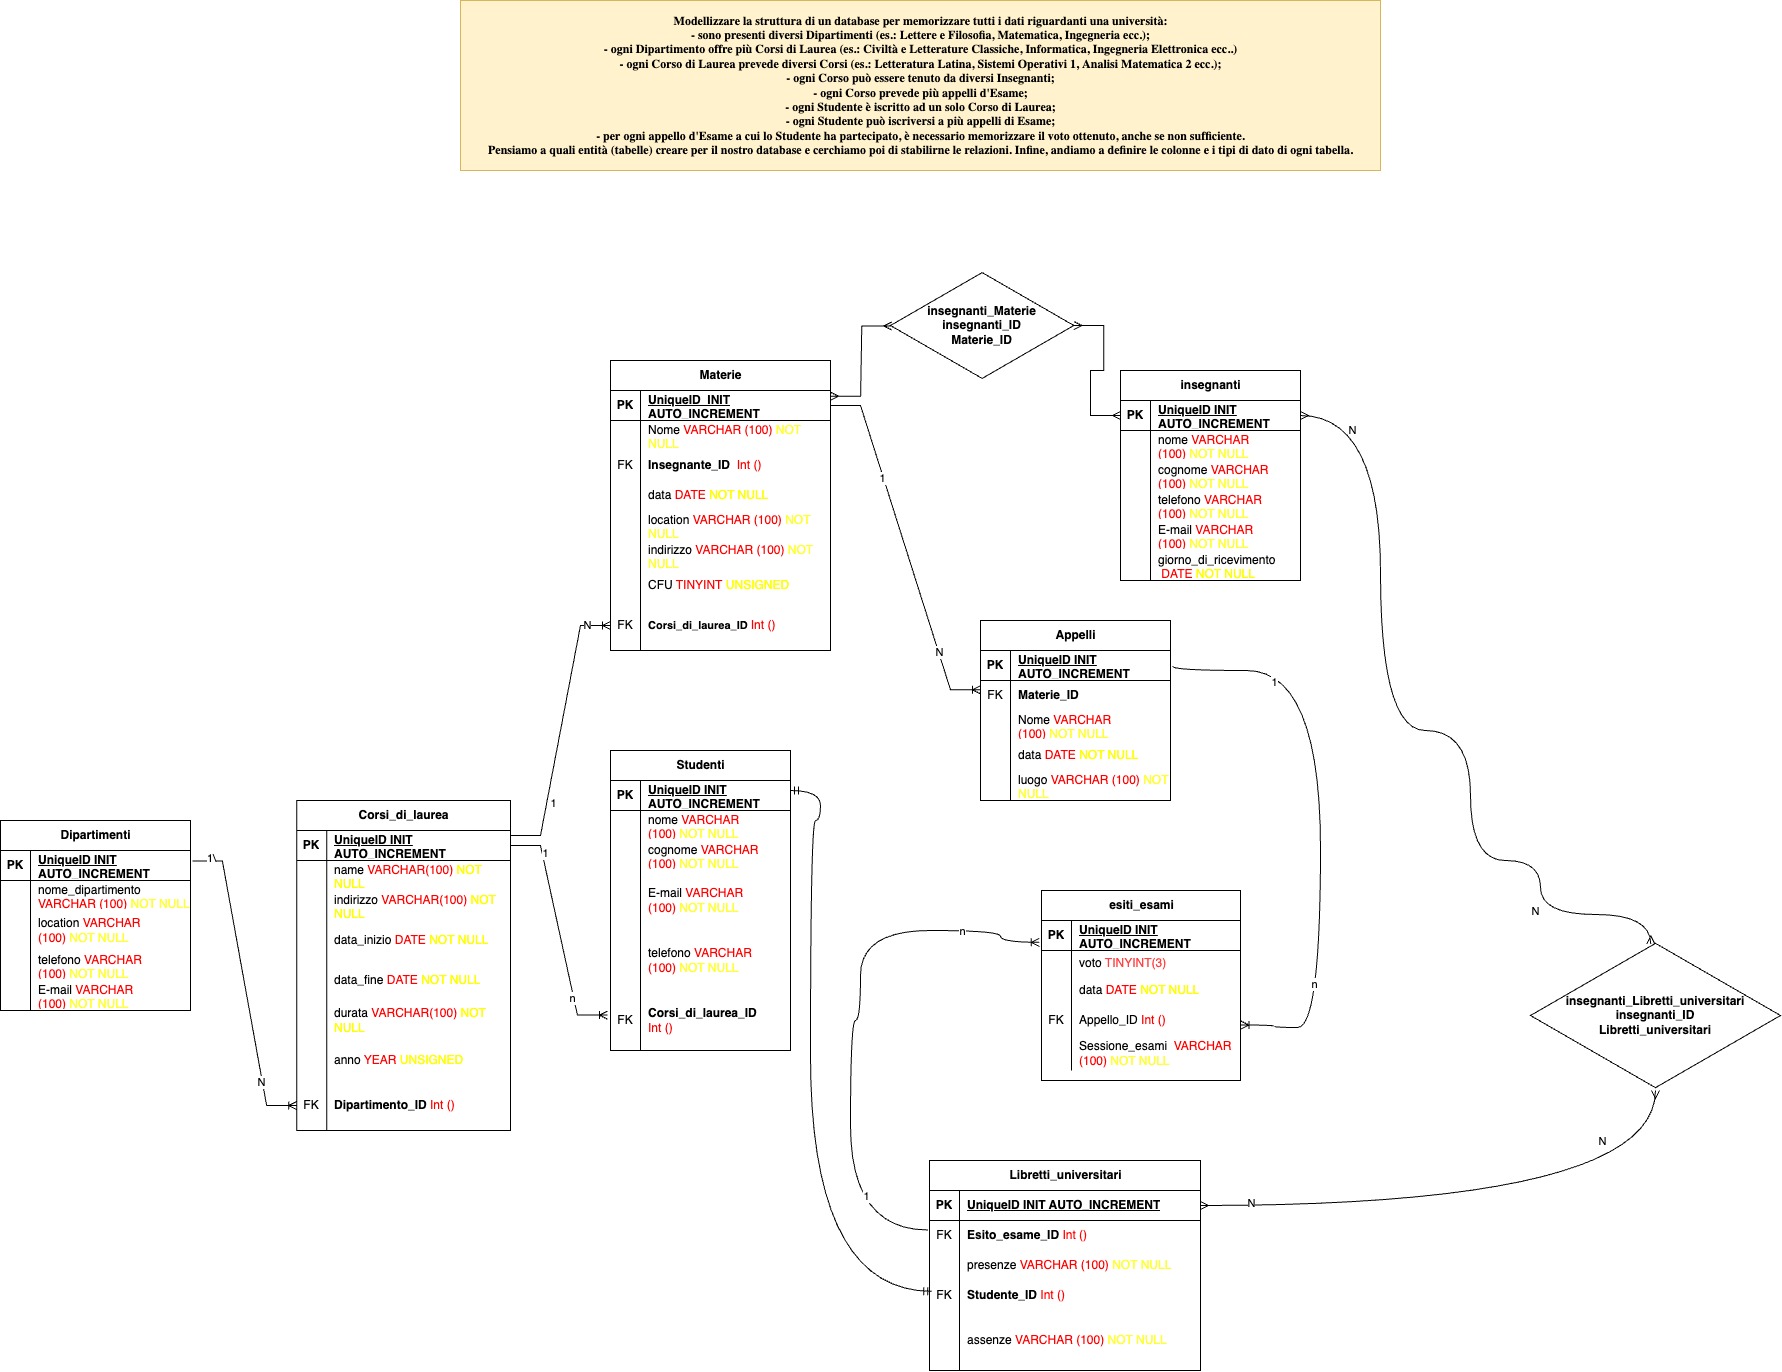 Modellizzare la struttura di un database per memorizzare tutti i dati riguardanti una università:
- sono presenti diversi Dipartimenti (es.: Lettere e Filosofia, Matematica, Ingegneria ecc.);
- ogni Dipartimento offre più Corsi di Laurea (es.: Civiltà e Letterature Classiche, Informatica, Ingegneria Elettronica ecc..)
- ogni Corso di Laurea prevede diversi Corsi (es.: Letteratura Latina, Sistemi Operativi 1, Analisi Matematica 2 ecc.);
- ogni Corso può essere tenuto da diversi Insegnanti;
- ogni Corso prevede più appelli d'Esame;
- ogni Studente è iscritto ad un solo Corso di Laurea;
- ogni Studente può iscriversi a più appelli di Esame;
- per ogni appello d'Esame a cui lo Studente ha partecipato, è necessario memorizzare il voto ottenuto, anche se non sufficiente.
Pensiamo a quali entità (tabelle) creare per il nostro database e cerchiamo poi di stabilirne le relazioni. Infine, andiamo a definire le colonne e i tipi di dato di ogni tabella.
insegnanti_Materie
insegnanti_ID
Materie_ID
Materie
PK
UniqueID INIT
AUTO_INCREMENT
Nome VARCHAR (100) NOT
NULL
FK
Insegnante_ID Int ()
data DATE NOT NULL
location VARCHAR (100) NOT
NULL
indirizzo VARCHAR (100) NOT
NULL
CFU TINYINT UNSIGNED
FK
Corsi_di_laurea_ID Int ()
insegnanti
PK
UniqueID INIT
AUTO_INCREMENT
nome VARCHAR
(100) NOT NULL
cognome VARCHAR
(100) NOT NULL
telefono VARCHAR
(100) NOT NULL
E-mail VARCHAR
(100) NOT NULL
giorno_di_ricevimento
DATE NOT NULL
N
1
N
N
1
Appelli
PK
UniqueID INIT
AUTO_INCREMENT
FK
Materie_ID
Nome VARCHAR
(100) NOT NULL
data DATE NOT NULL
luogo VARCHAR (100) NOT
NULL
1
n
Studenti
PK
UniqueID INIT
AUTO_INCREMENT
nome VARCHAR
(100) NOT NULL
cognome VARCHAR
(100) NOT NULL
E-mail VARCHAR
(100) NOT NULL
telefono VARCHAR
(100) NOT NULL
FK
Corsi_di_laurea_ID
Int ()
1
n
Corsi_di_laurea
PK
UniqueID INIT
AUTO_INCREMENT
name VARCHAR(100) NOT
NULL
indirizzo VARCHAR(100) NOT
NULL
data_inizio DATE NOT NULL
data_fine DATE NOT NULL
durata VARCHAR(100) NOT
NULL
anno YEAR UNSIGNED
FK
Dipartimento_ID Int ()
Dipartimenti
PK
UniqueID INIT
AUTO_INCREMENT
nome_dipartimento
VARCHAR (100) NOT NULL
location VARCHAR
(100) NOT NULL
telefono VARCHAR
(100) NOT NULL
E-mail VARCHAR
(100) NOT NULL
1
N
esiti_esami
PK
UniqueID INIT
AUTO_INCREMENT
voto TINYINT(3)
data DATE NOT NULL
FK
Appello_ID Int ()
Sessione_esami VARCHAR
(100) NOT NULL
n
1
N
insegnanti_Libretti_universitari
insegnanti_ID
Libretti_universitari
N
N
Libretti_universitari
PK
UniqueID INIT AUTO_INCREMENT
FK
Esito_esame_ID Int ()
presenze VARCHAR (100) NOT NULL
FK
Studente_ID Int ()
assenze VARCHAR (100) NOT NULL